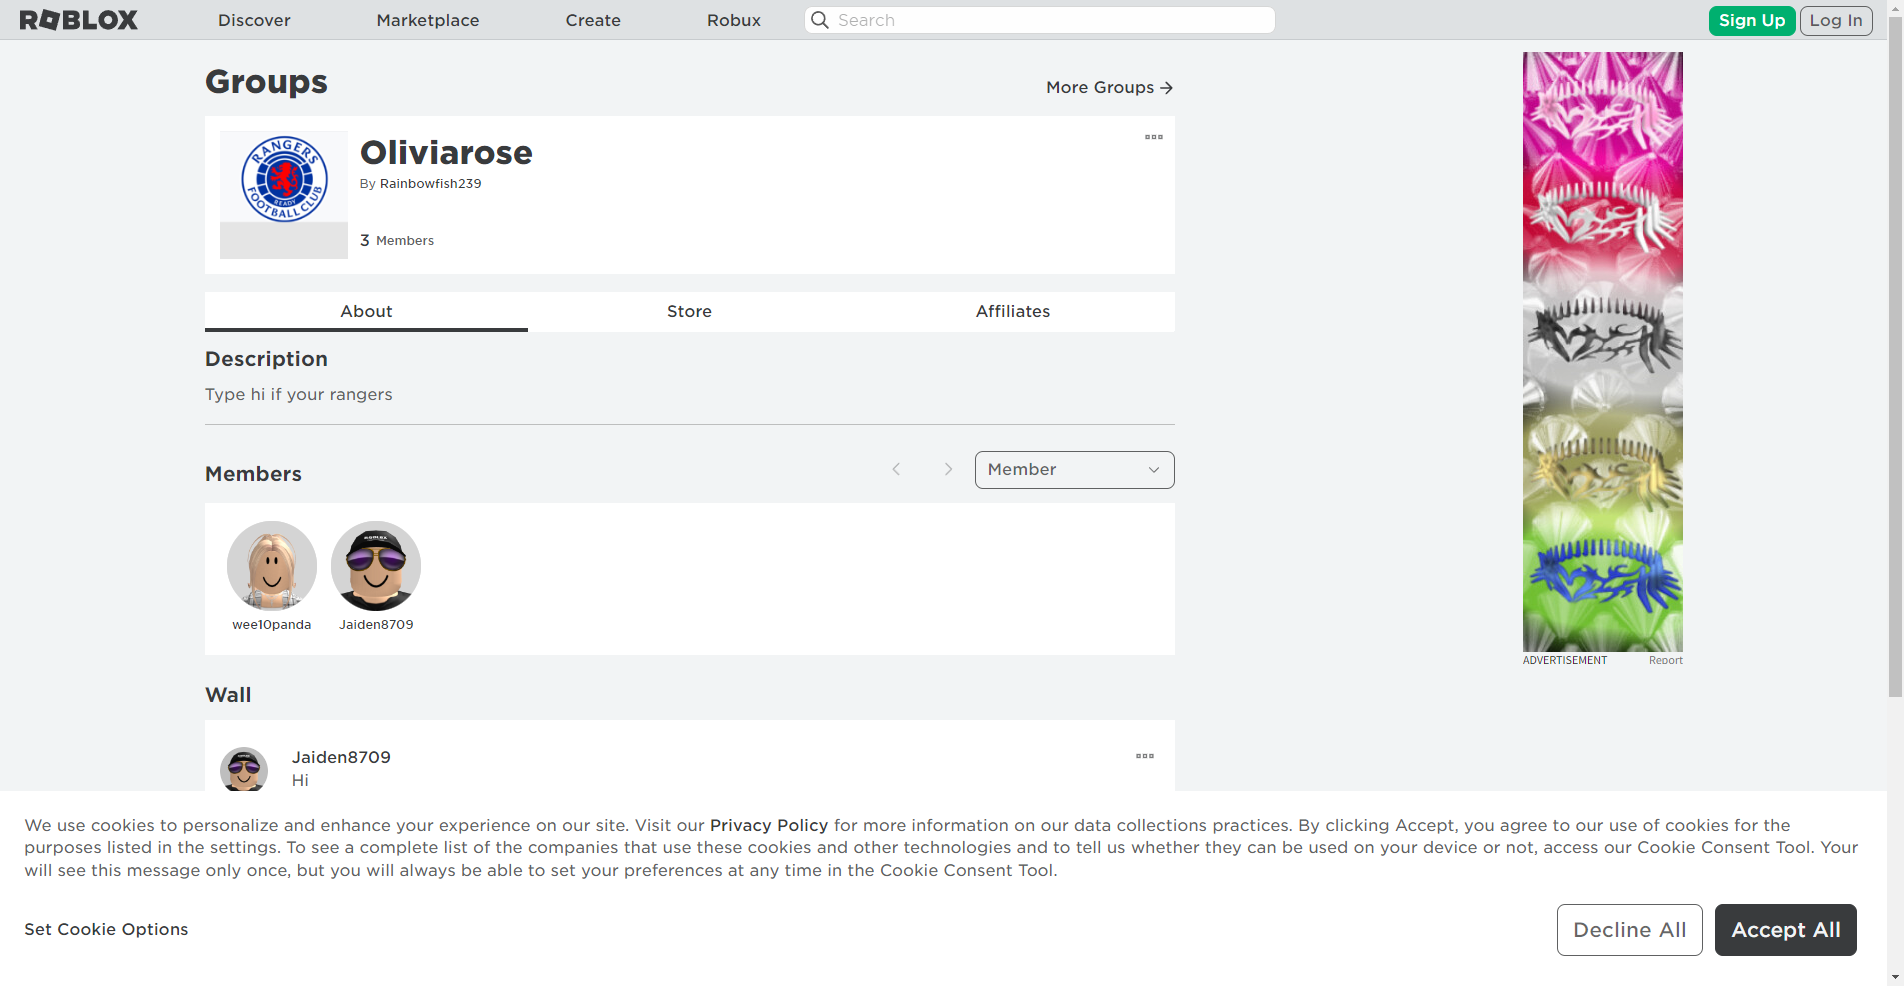 ROBLOX
Discover
Marketplace
Create
Robux
Search
Sign Up
Log In
Groups
More Groups
RANGERS
FOOTBALL CLUB
READY
Oliviarose
By Rainbowfish239
3 Members
About
Store
Affiliates
Description
Type hi if your rangers
Members
Member
ROBLOX
wee10panda
Jaiden8709
Wall
Jaiden8709
Hi
ADVERTISEMENT
Report
We use cookies to personalize and enhance your experience on our site. Visit our Privacy Policy for more information on our data collections practices. By clicking Accept, you agree to our use of cookies for the
purposes listed in the settings. To see a complete list of the companies that use these cookies and other technologies and to tell us whether they can be used on your device or not, access our Cookie Consent Tool. Your
will see this message only once, but you will always be able to set your preferences at any time in the Cookie Consent Tool.
Set Cookie Options
Decline All
Accept All